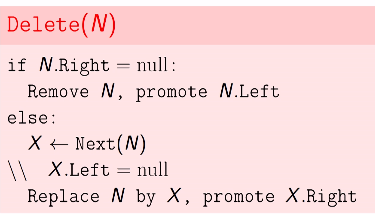 Delete(N)
if N.Right = null:
Remove N, promote N.Left
else:
X ← Next(N)
\\ X.Left = null
Replace N by X, promote X.Right